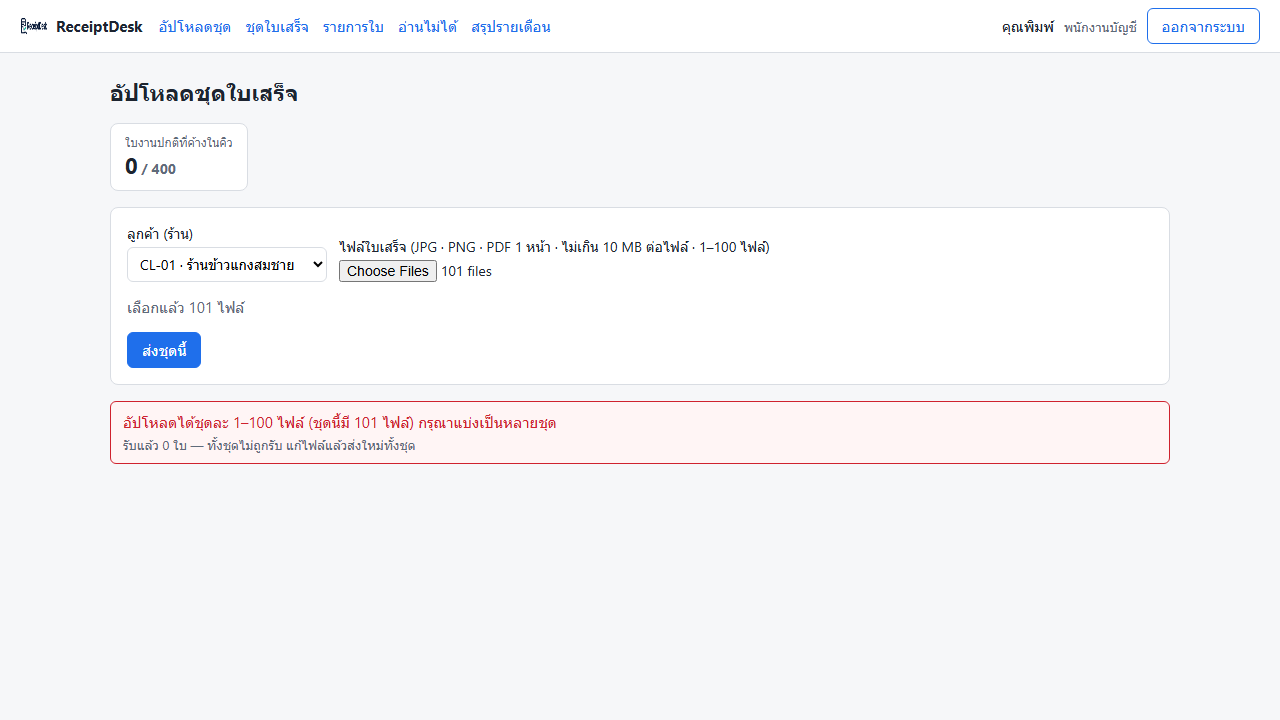 ReceiptDesk อัปโหลดชุด ชุดใบเสร็จ รายการใบ อ่านไม่ได้ สรุปรายเดือน คุณพิมพ์ พนักงานบัญชี ออกจากระบบ
อัปโหลดชุดใบเสร็จ
ใบงานปกติที่ค้างในคิว
0 / 400
ลูกค้า (ร้าน)
ไฟล์ใบเสร็จ (JPG · PNG · PDF 1 หน้า · ไม่เกิน 10 MB ต่อไฟล์ · 1–100 ไฟล์)
CL-01 · ร้านข้าวแกงสมชาย
Choose Files 101 files
เลือกแล้ว 101 ไฟล์
ส่งชุดนี้
อัปโหลดได้ชุดละ 1–100 ไฟล์ (ชุดนี้มี 101 ไฟล์) กรุณาแบ่งเป็นหลายชุด
รับแล้ว 0 ใบ — ทั้งชุดไม่ถูกรับ แก้ไฟล์แล้วส่งใหม่ทั้งชุด